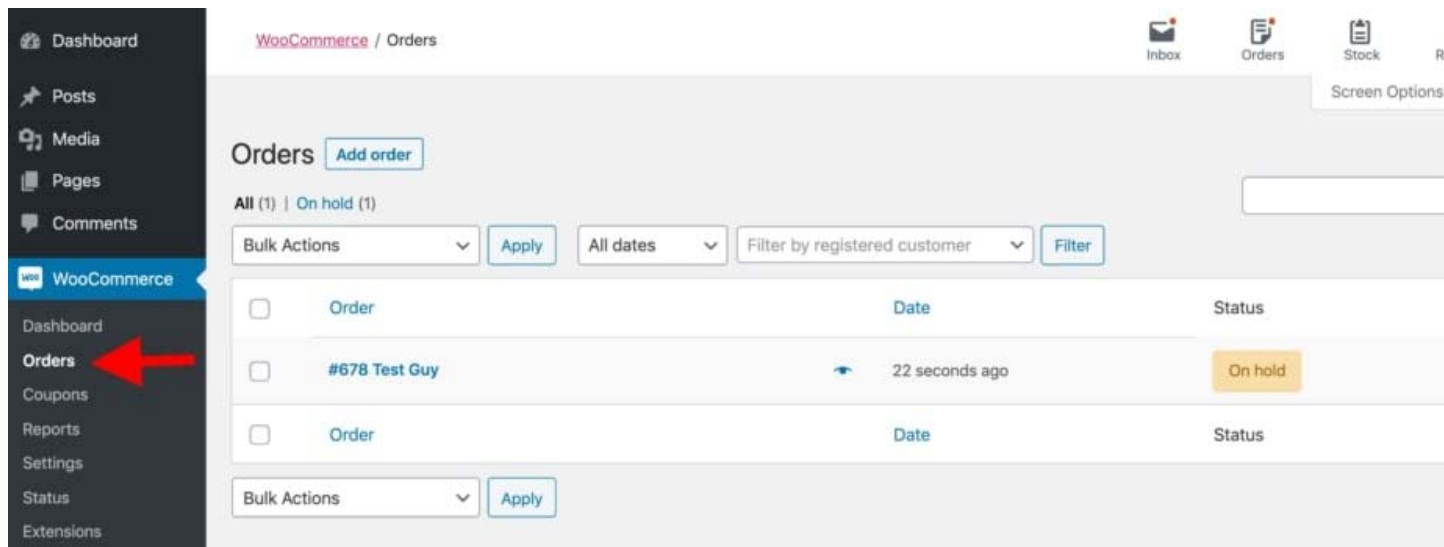 Dashboard
Posts
Media
Pages
Comments
Woo WooCommerce
Dashboard
Orders
Coupons
Reports
Settings
Status
Extensions
WooCommerce / Orders
Inbox
Orders
Stock
R
Screen Options
Orders Add order
All (1) | On hold (1)
Bulk Actions Apply All dates Filter by registered customer Filter
Order Date Status
#678 Test Guy 22 seconds ago On hold
Order Date Status
Bulk Actions Apply